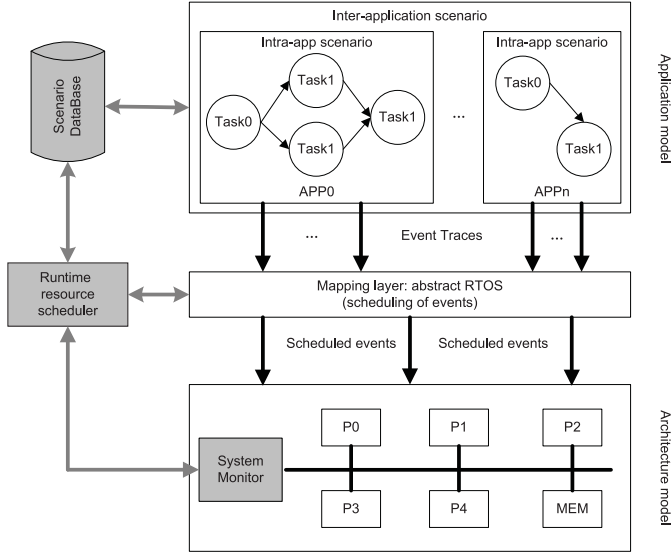 Inter-application scenario
Intra-app scenario
Intra-app scenario
Scenario
DataBase
Task0
Task1
Task1
Task1
APP0
...
Task0
Task1
APPn
Application model
...
Event Traces
...
Runtime
resource
scheduler
Mapping layer: abstract RTOS
(scheduling of events)
Scheduled events
Scheduled events
System
Monitor
P0
P1
P2
P3
P4
MEM
Architecture model